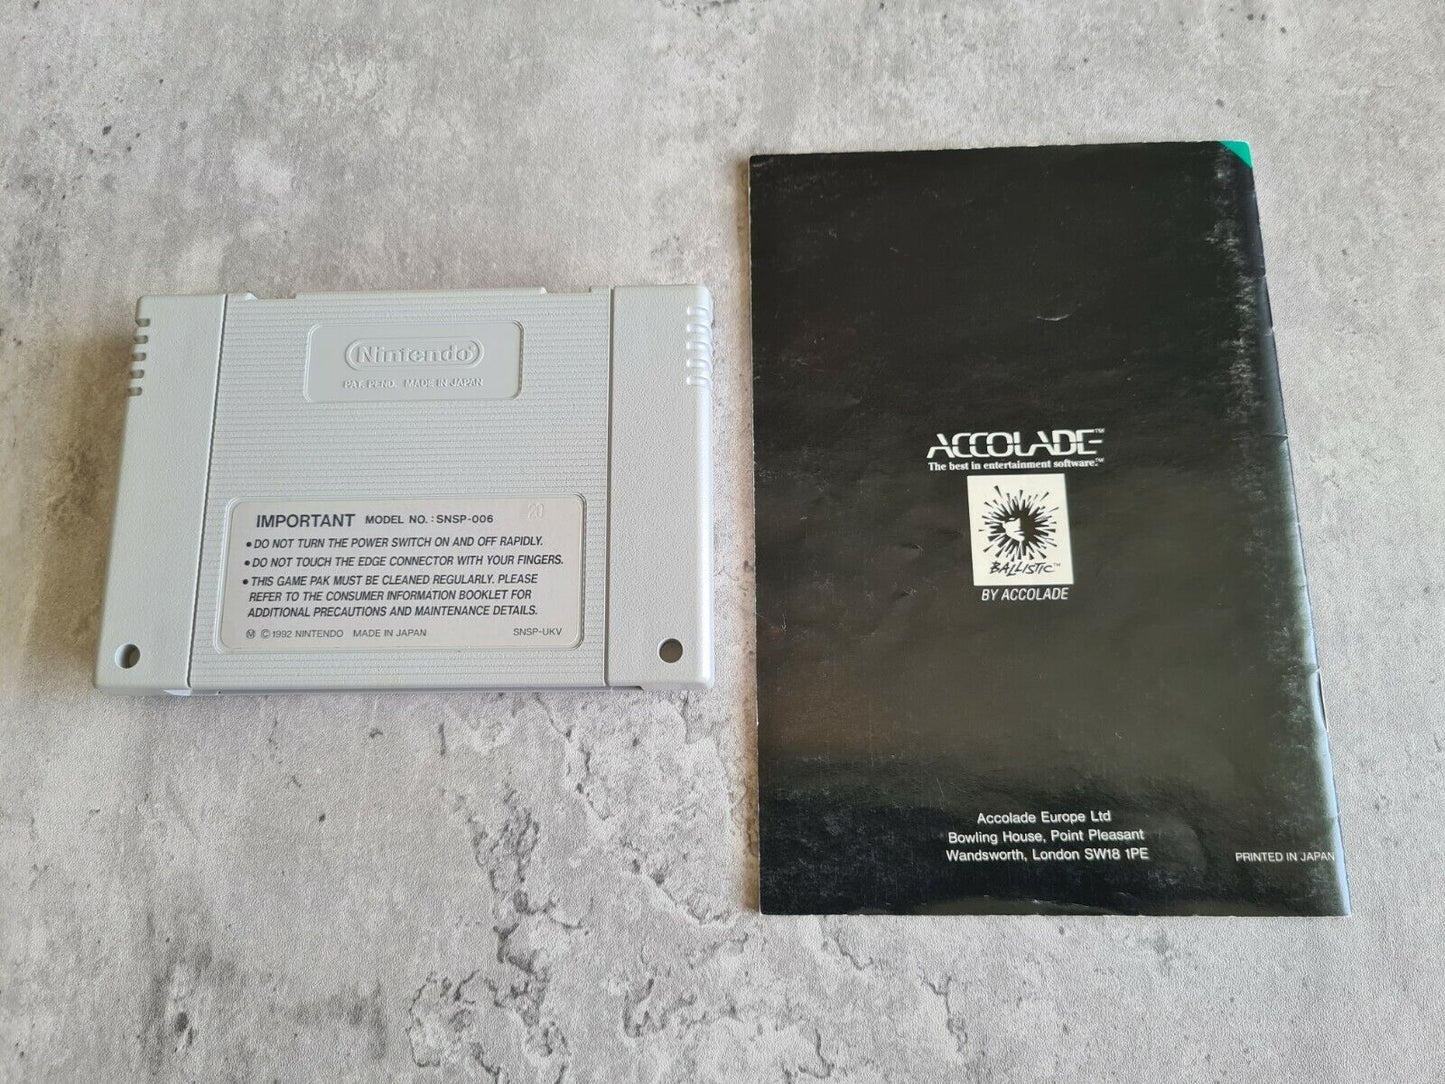 Nintendo®
PAT. PEND. MADE IN JAPAN
20
IMPORTANT MODEL NO. : SNSP-006
• DO NOT TURN THE POWER SWITCH ON AND OFF RAPIDLY.
• DO NOT TOUCH THE EDGE CONNECTOR WITH YOUR FINGERS.
• THIS GAME PAK MUST BE CLEANED REGULARLY. PLEASE
REFER TO THE CONSUMER INFORMATION BOOKLET FOR
ADDITIONAL PRECAUTIONS AND MAINTENANCE DETAILS.
Ⓜ © 1992 NINTENDO MADE IN JAPAN SNSP-UKV
ACCOLADE™
The best in entertainment software.™
BALLISTIC™
BY ACCOLADE
Accolade Europe Ltd
Bowling House, Point Pleasant
Wandsworth, London SW18 1PE
PRINTED IN JAPAN